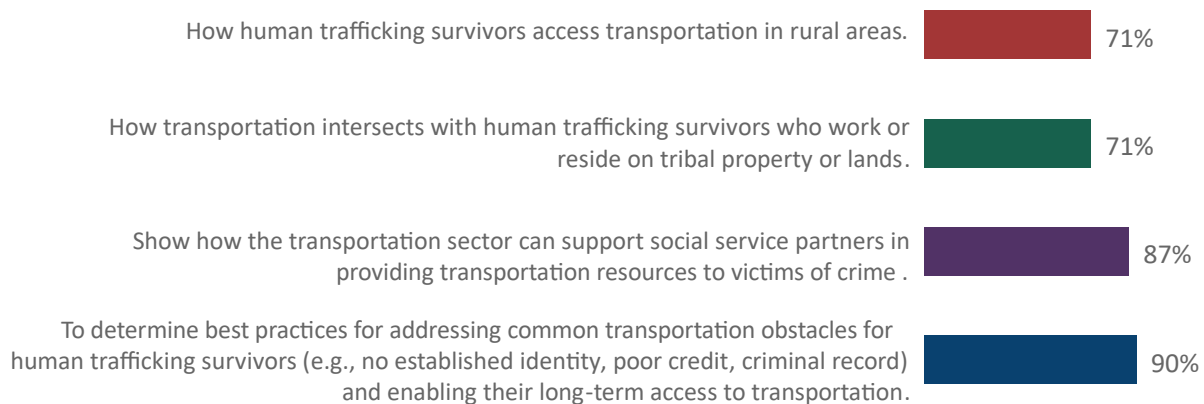 How human trafficking survivors access transportation in rural areas.
71%
How transportation intersects with human trafficking survivors who work or
reside on tribal property or lands.
71%
Show how the transportation sector can support social service partners in
providing transportation resources to victims of crime .
87%
To determine best practices for addressing common transportation obstacles for
human trafficking survivors (e.g., no established identity, poor credit, criminal record)
and enabling their long-term access to transportation.
90%